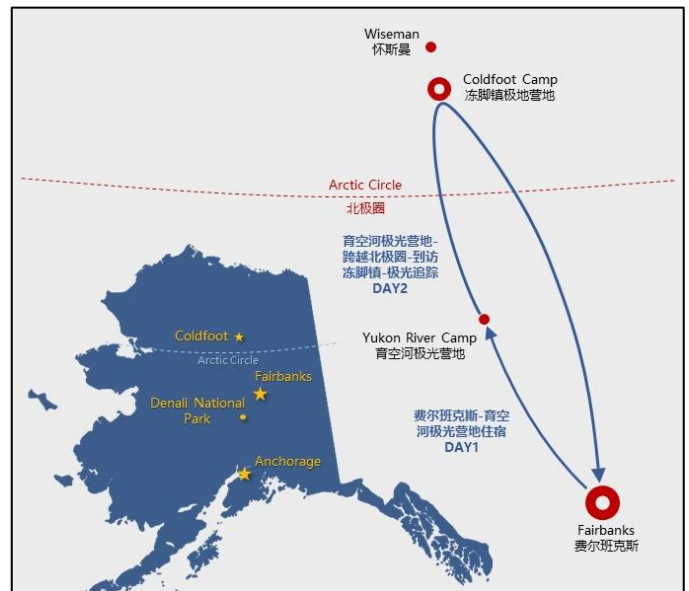 Wiseman
怀斯曼
Coldfoot Camp
冻脚镇极地营地
Arctic Circle
北极圈
育空河极光营地-
跨越北极圈-到访
冻脚镇-极光追踪
DAY2
Yukon River Camp
育空河极光营地
费尔班克斯-育空
河极光营地住宿
DAY1
Fairbanks
费尔班克斯
Coldfoot
Arctic Circle
Fairbanks
Denali National
Park
Anchorage